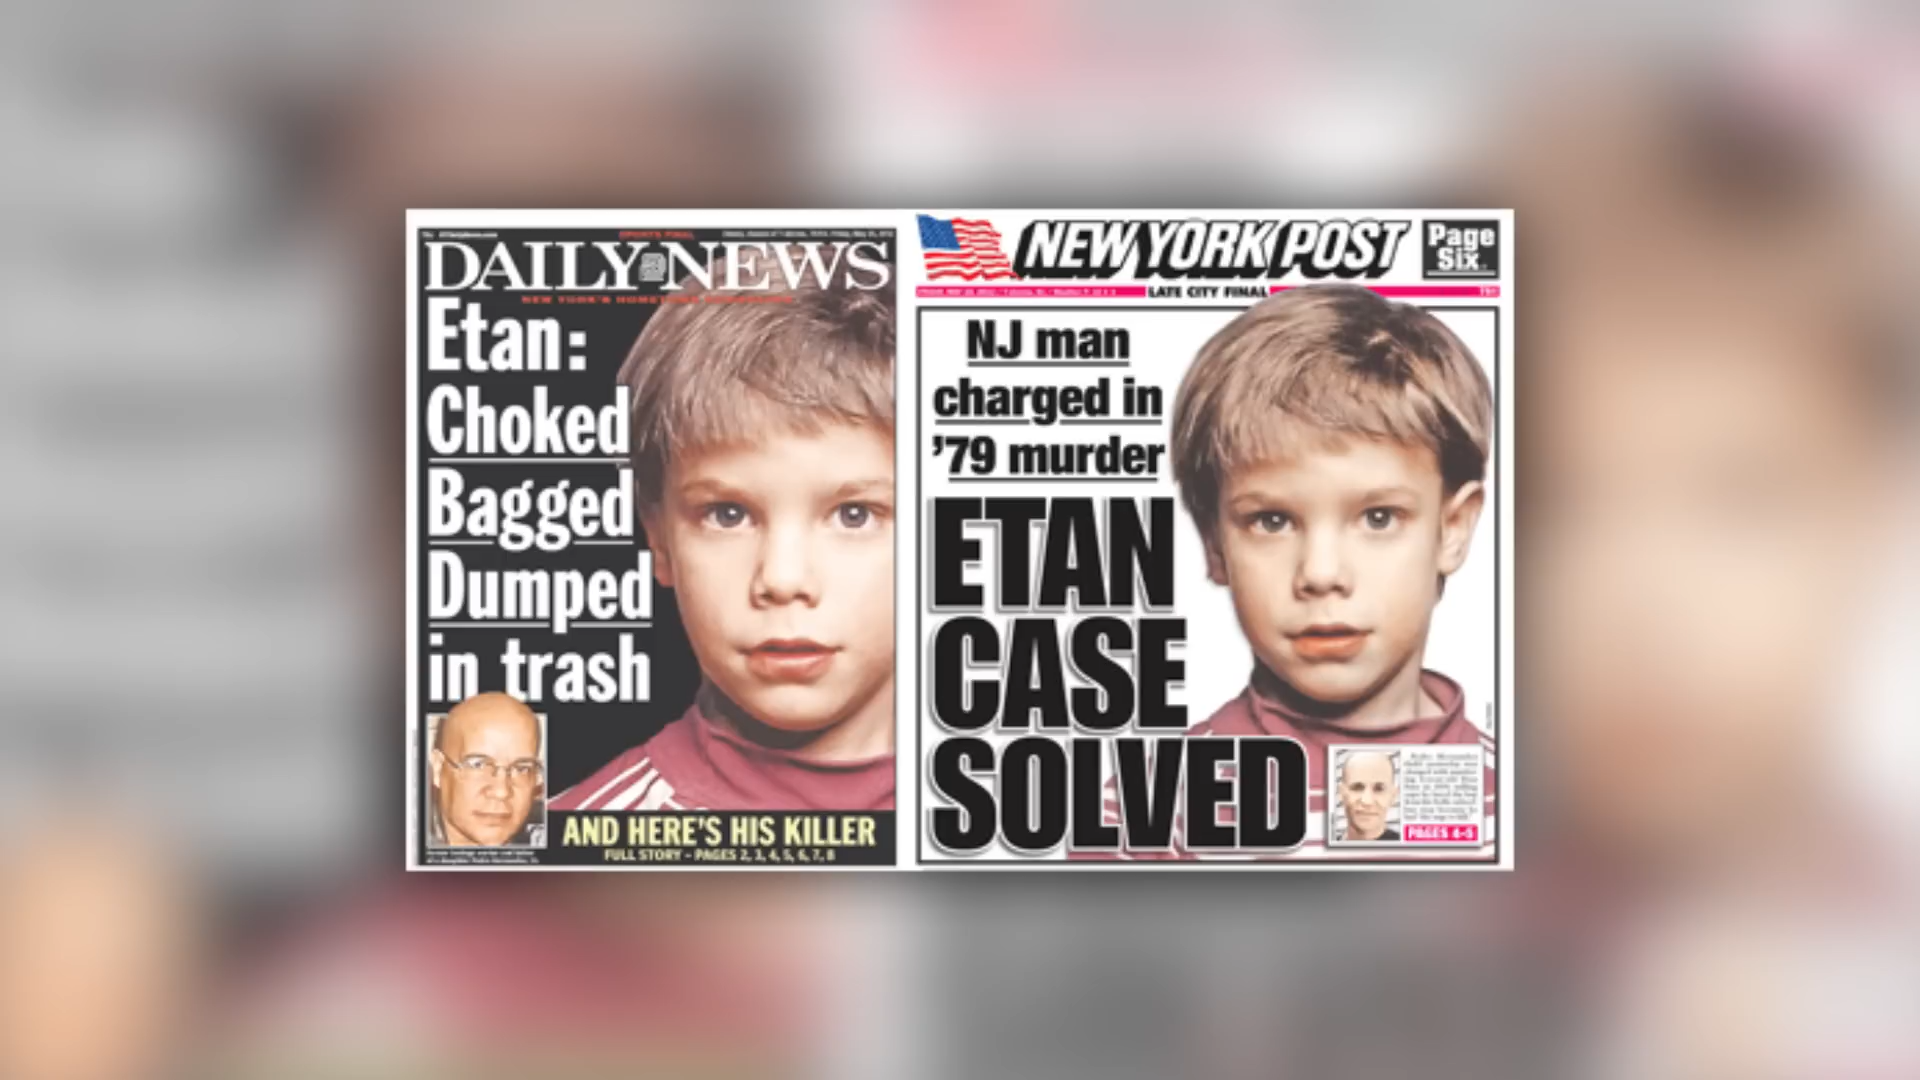 DAILY NEWS
SPORTS FINAL
Etan:
Choked
Bagged
Dumped
in trash
AND HERE'S HIS KILLER
FULL STORY – PAGES 2, 3, 4, 5, 6, 7, 8
NEW YORK POST
Page
Six
LATE CITY FINAL
NJ man
charged in
’79 murder
ETAN
CASE
SOLVED
PAGES 4-5